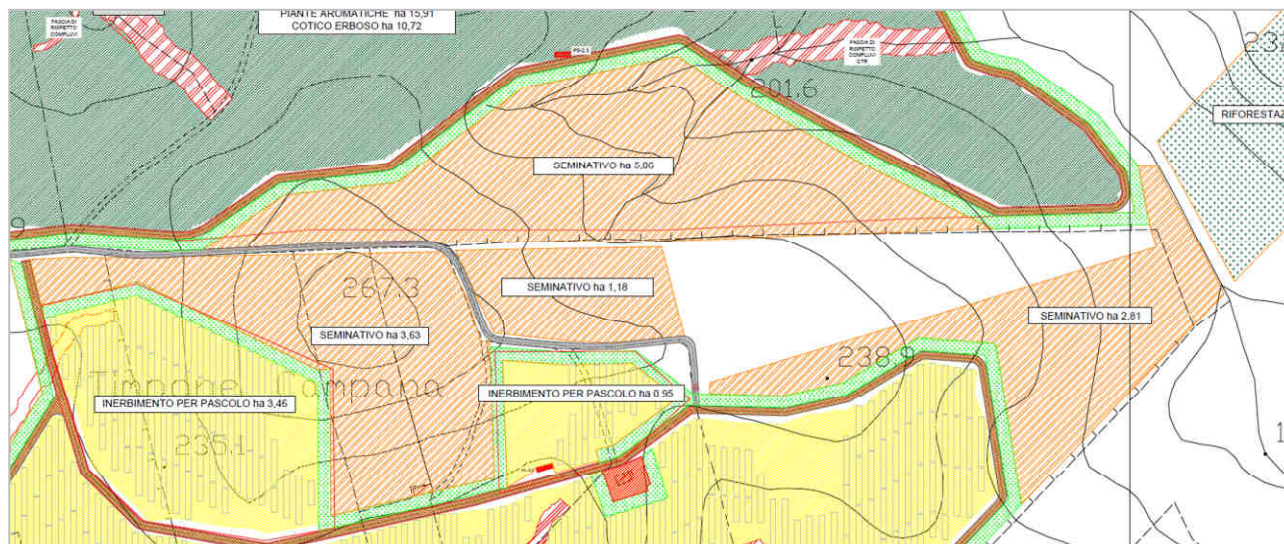 PIANTE AROMATICHE ha 15,91
COTICO ERBOSO ha 10,72
FASCIA DI
RISPETTO
COMPLUVI
FASCIA DI
RISPETTO
COMPLUVI
CTR
201.6
RIFORESTAZ
SEMINATIVO ha 5,06
267.3
SEMINATIVO ha 1,18
SEMINATIVO ha 3,63
SEMINATIVO ha 2,81
238.9
Timpone Campana
INERBIMENTO PER PASCOLO ha 0,95
INERBIMENTO PER PASCOLO ha 3,46
235.1